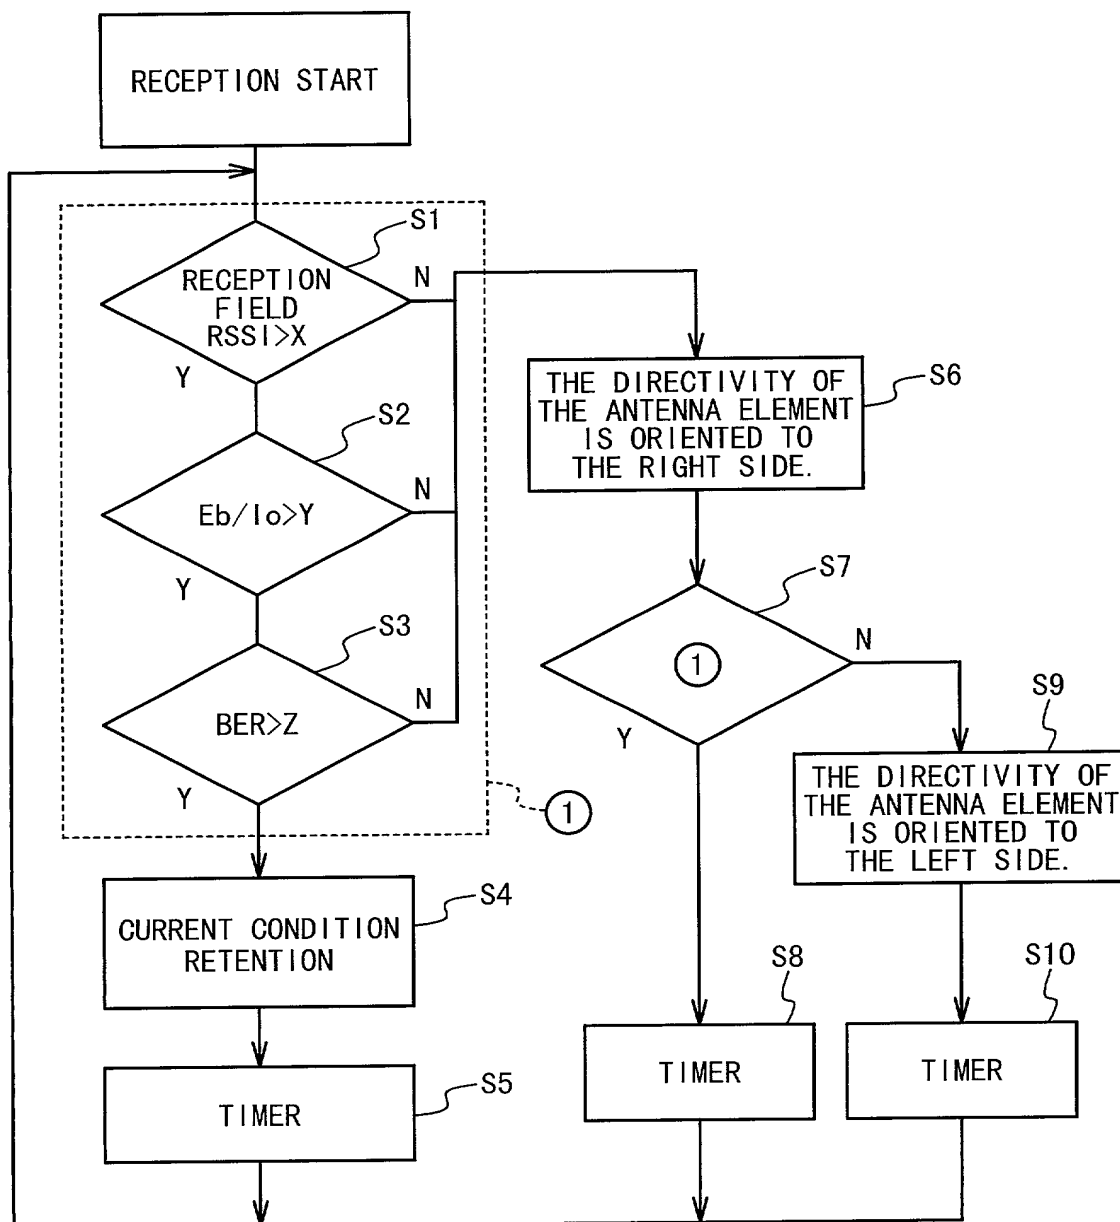 RECEPTION START
S1
RECEPTION
FIELD
RSSI>X
N
Y
S2
Eb/Io>Y
N
Y
S3
BER>Z
N
Y
1
S4
CURRENT CONDITION
RETENTION
S5
TIMER
S6
THE DIRECTIVITY OF
THE ANTENNA ELEMENT
IS ORIENTED TO
THE RIGHT SIDE.
S7
1
N
Y
S9
THE DIRECTIVITY OF
THE ANTENNA ELEMENT
IS ORIENTED TO
THE LEFT SIDE.
S8
TIMER
S10
TIMER